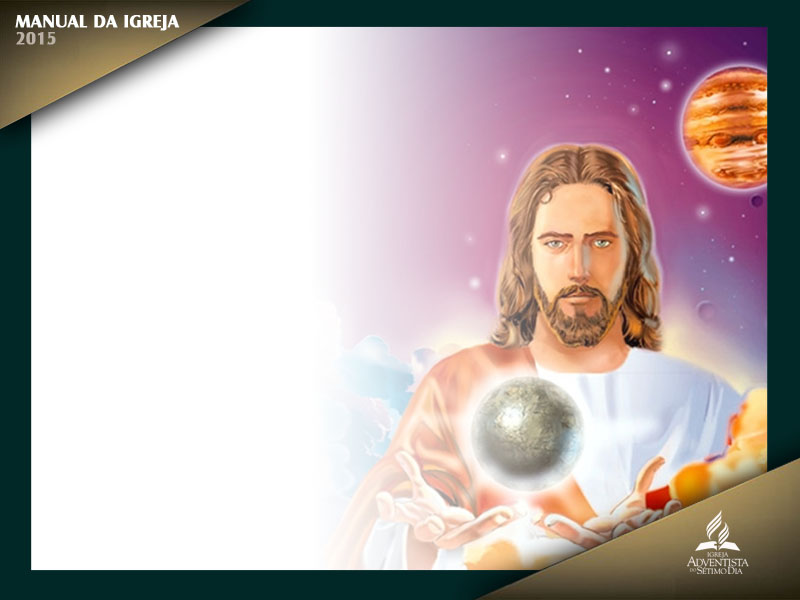 MANUAL DA IGREJA
2015
IGREJA
ADVENTISTA
DO SÉTIMO DIA